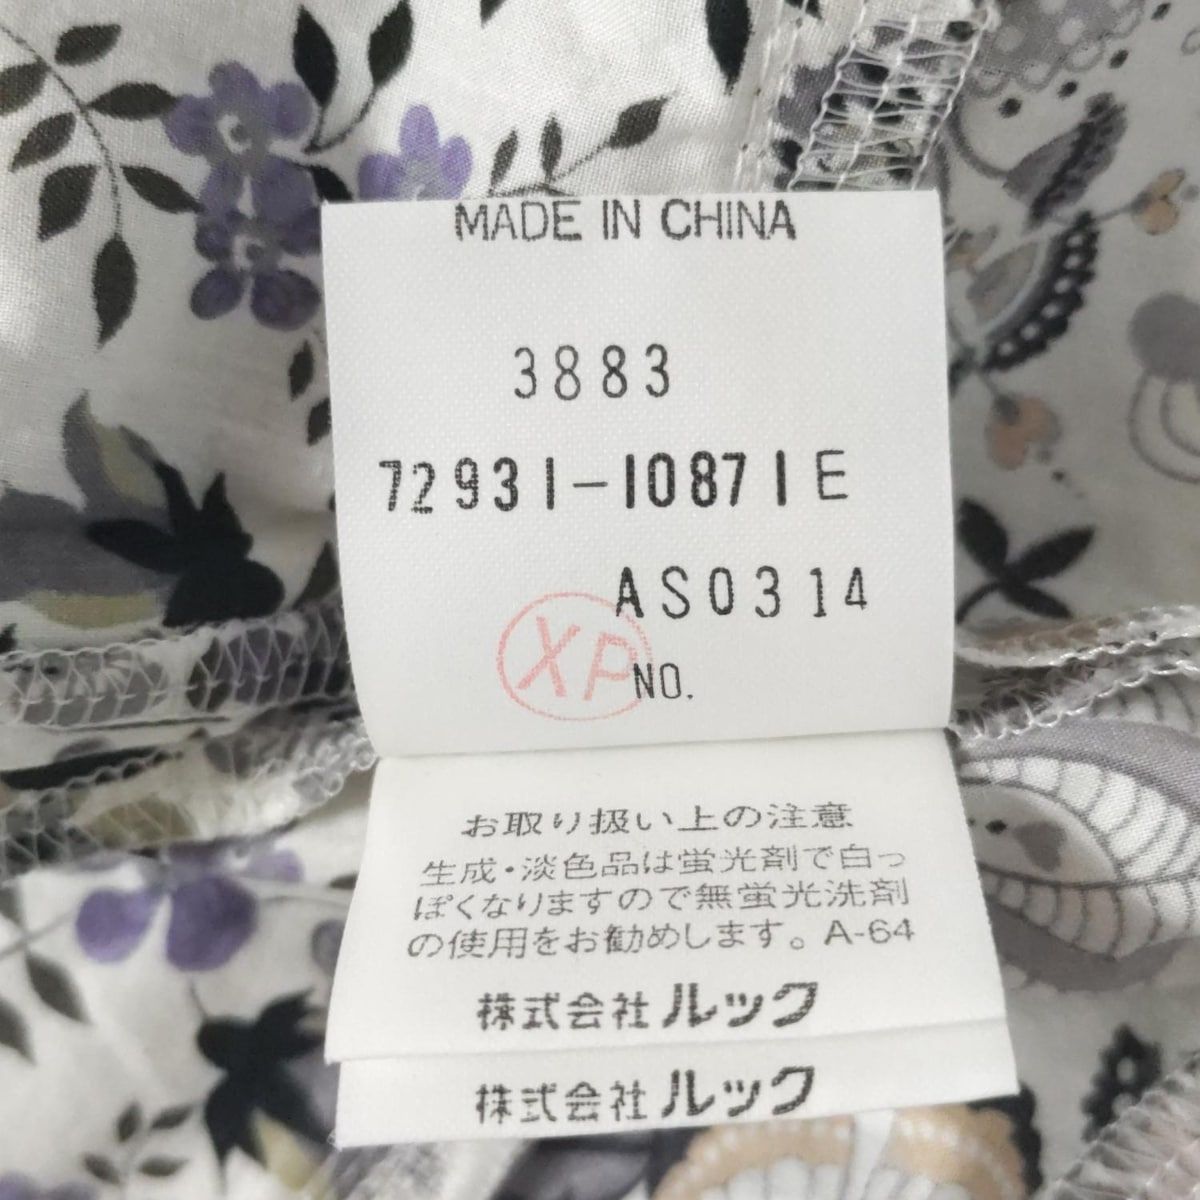 MADE IN CHINA
3883
72931-10871E
AS0314
XP
NO.
お取り扱い上の注意
生成・淡色品は蛍光剤で白っ
ぽくなりますので無蛍光洗剤
の使用をお勧めします。A-64
株式会社ルック
株式会社ルック